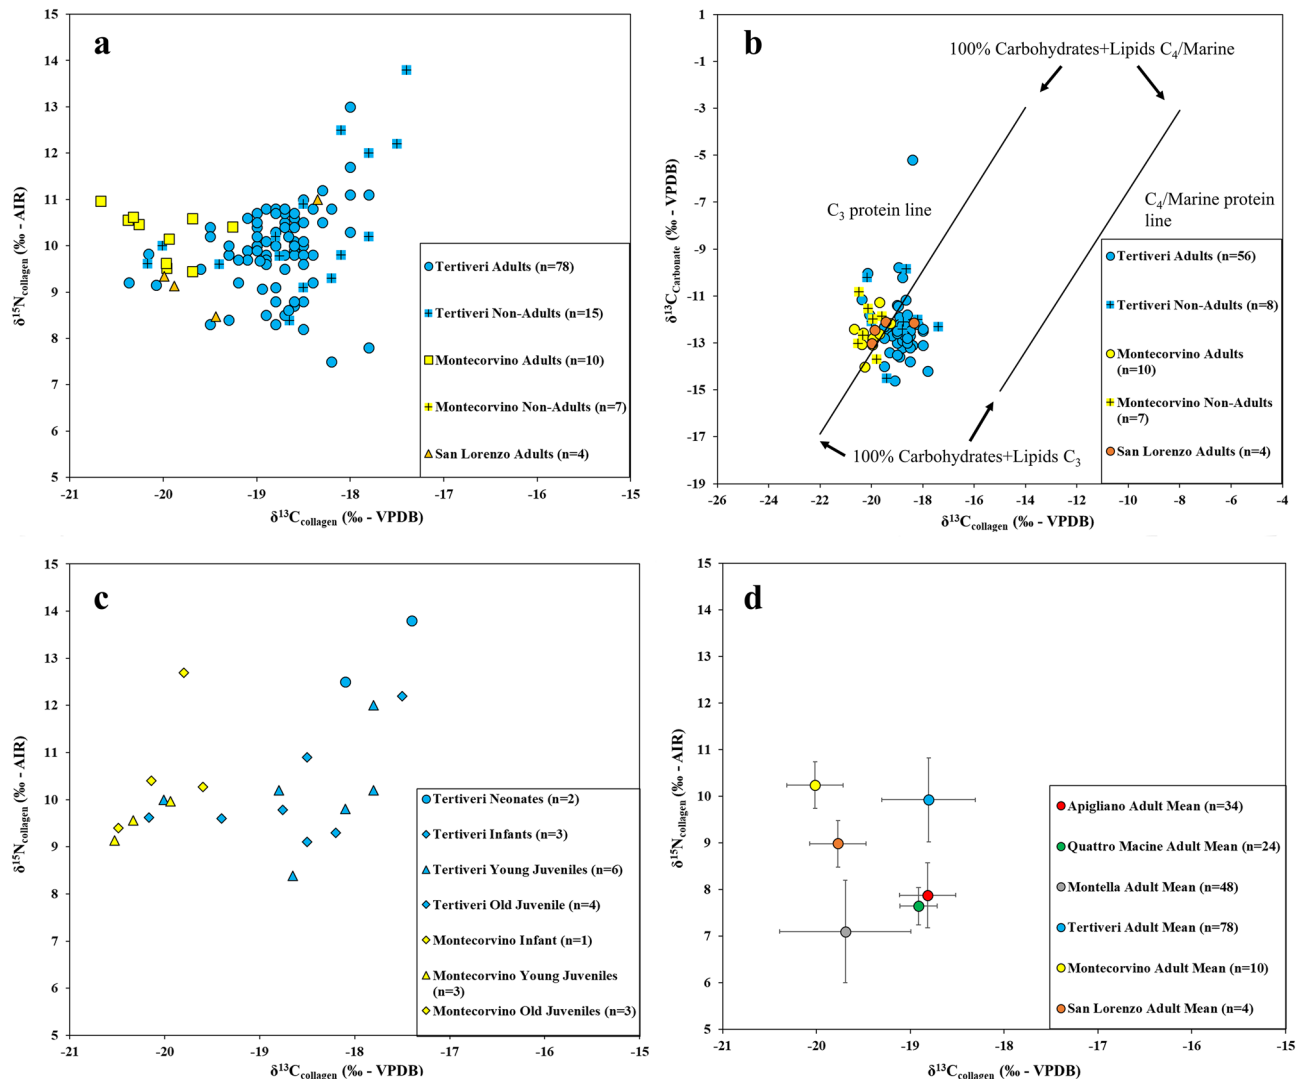 a
15
14
13
12
11
10
9
8
7
6
5
δ¹⁵Ncollagen (‰ - AIR)
-21
-20
-19
-18
-17
-16
-15
δ¹³Ccollagen (‰ - VPDB)
Tertiveri Adults (n=78)
Tertiveri Non-Adults (n=15)
Montecorvino Adults (n=10)
Montecorvino Non-Adults (n=7)
San Lorenzo Adults (n=4)
b
1
-1
-3
-5
-7
-9
-11
-13
-15
-17
-19
δ¹³CCarbonate (‰ - VPDB)
100% Carbohydrates+Lipids C₄/Marine
C₃ protein line
C₄/Marine protein
line
100% Carbohydrates+Lipids C₃
Tertiveri Adults (n=56)
Tertiveri Non-Adults (n=8)
Montecorvino Adults
(n=10)
Montecorvino Non-Adults
(n=7)
San Lorenzo Adults (n=4)
-26
-24
-22
-20
-18
-16
-14
-12
-10
-8
-6
-4
δ¹³Ccollagen (‰ - VPDB)
c
15
14
13
12
11
10
9
8
7
6
5
δ¹⁵Ncollagen (‰ - AIR)
Tertiveri Neonates (n=2)
Tertiveri Infants (n=3)
Tertiveri Young Juveniles (n=6)
Tertiveri Old Juvenile (n=4)
Montecorvino Infant (n=1)
Montecorvino Young Juveniles
(n=3)
Montecorvino Old Juveniles (n=3)
-21
-20
-19
-18
-17
-16
-15
δ¹³Ccollagen (‰ - VPDB)
d
15
14
13
12
11
10
9
8
7
6
5
δ¹⁵Ncollagen (‰ - AIR)
Apigliano Adult Mean (n=34)
Quattro Macine Adult Mean (n=24)
Montella Adult Mean (n=48)
Tertiveri Adult Mean (n=78)
Montecorvino Adult Mean (n=10)
San Lorenzo Adult Mean (n=4)
-21
-20
-19
-18
-17
-16
-15
δ¹³Ccollagen (‰ - VPDB)